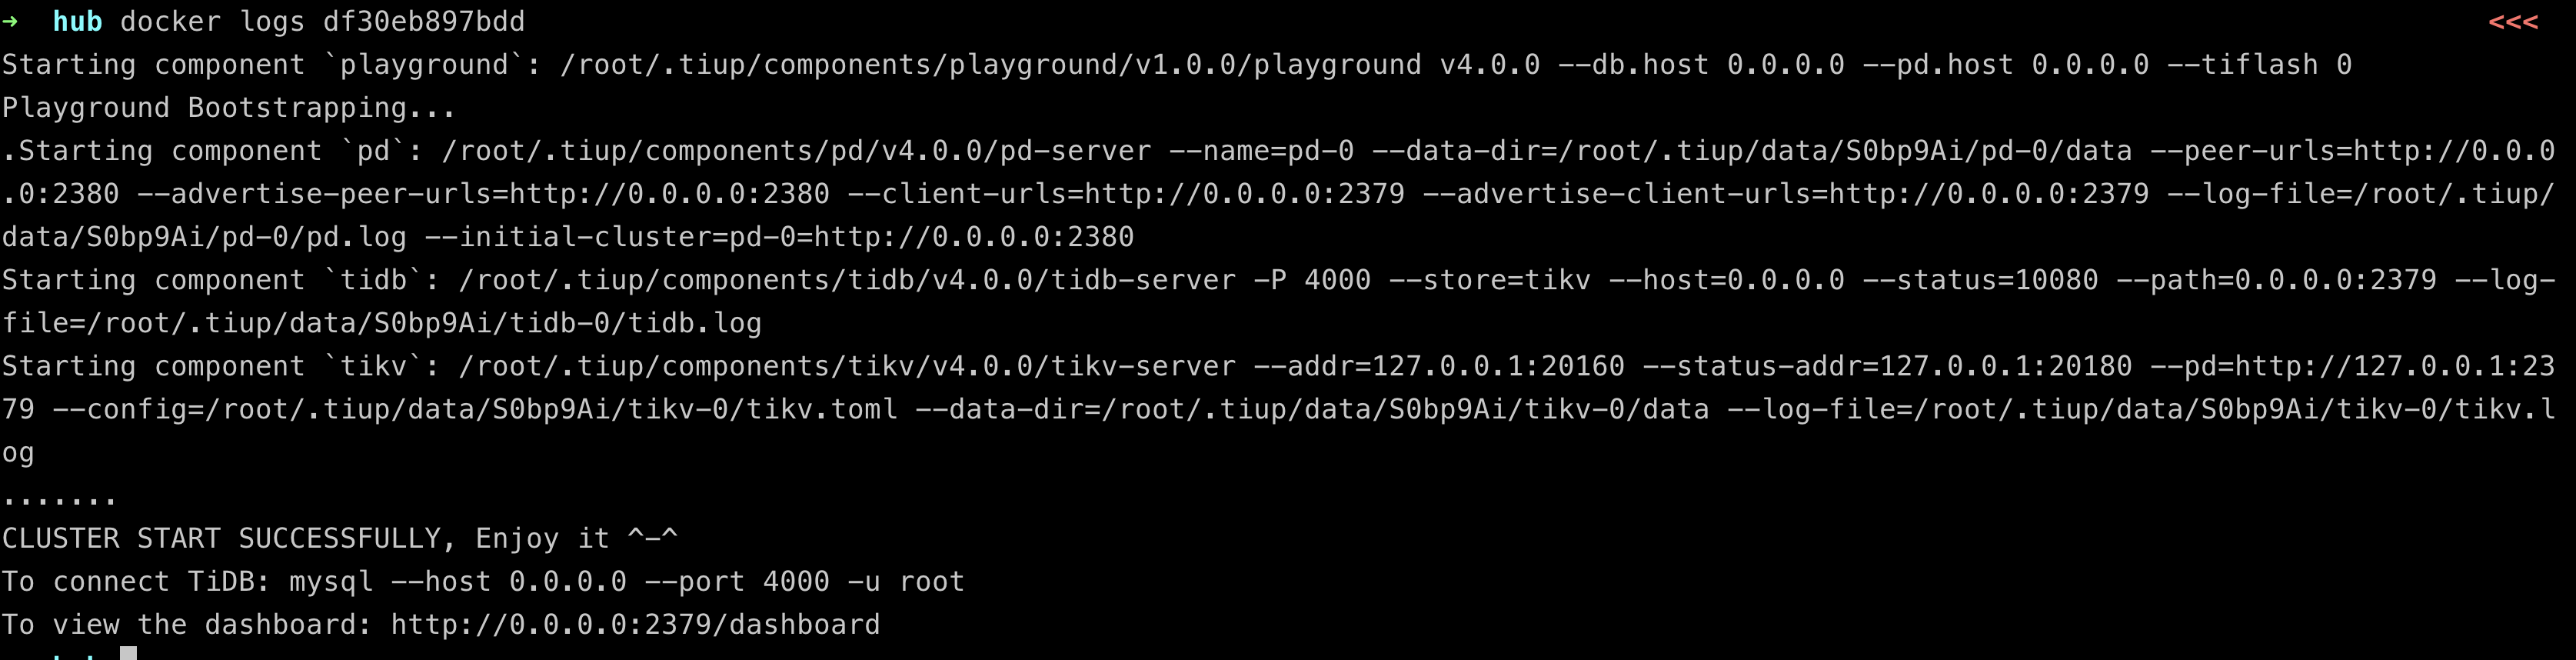 ➜  hub docker logs df30eb897bdd <<<
Starting component `playground`: /root/.tiup/components/playground/v1.0.0/playground v4.0.0 --db.host 0.0.0.0 --pd.host 0.0.0.0 --tiflash 0
Playground Bootstrapping...
.Starting component `pd`: /root/.tiup/components/pd/v4.0.0/pd-server --name=pd-0 --data-dir=/root/.tiup/data/S0bp9Ai/pd-0/data --peer-urls=http://0.0.0
.0:2380 --advertise-peer-urls=http://0.0.0.0:2380 --client-urls=http://0.0.0.0:2379 --advertise-client-urls=http://0.0.0.0:2379 --log-file=/root/.tiup/
data/S0bp9Ai/pd-0/pd.log --initial-cluster=pd-0=http://0.0.0.0:2380
Starting component `tidb`: /root/.tiup/components/tidb/v4.0.0/tidb-server -P 4000 --store=tikv --host=0.0.0.0 --status=10080 --path=0.0.0.0:2379 --log-
file=/root/.tiup/data/S0bp9Ai/tidb-0/tidb.log
Starting component `tikv`: /root/.tiup/components/tikv/v4.0.0/tikv-server --addr=127.0.0.1:20160 --status-addr=127.0.0.1:20180 --pd=http://127.0.0.1:23
79 --config=/root/.tiup/data/S0bp9Ai/tikv-0/tikv.toml --data-dir=/root/.tiup/data/S0bp9Ai/tikv-0/data --log-file=/root/.tiup/data/S0bp9Ai/tikv-0/tikv.l
og
.......
CLUSTER START SUCCESSFULLY, Enjoy it ^-^
To connect TiDB: mysql --host 0.0.0.0 --port 4000 -u root
To view the dashboard: http://0.0.0.0:2379/dashboard